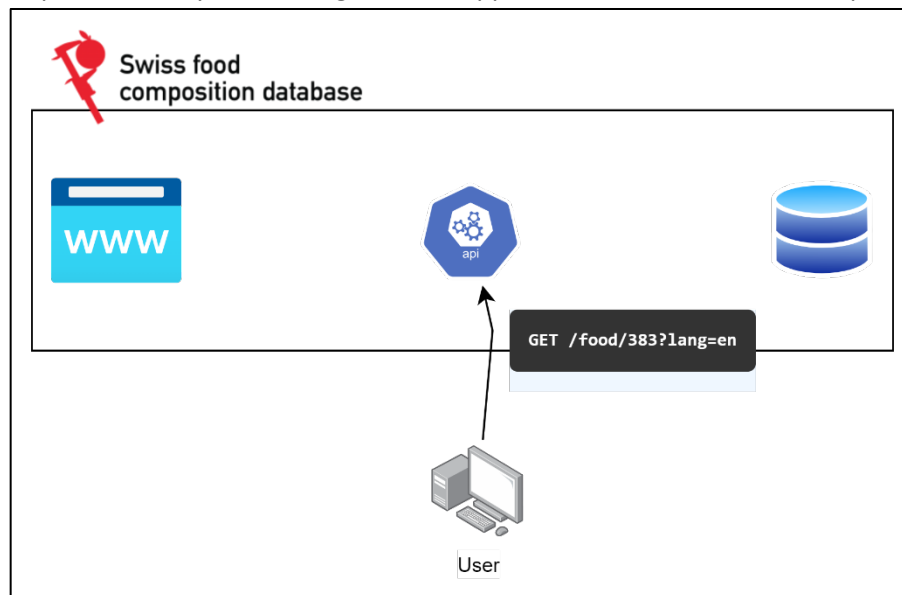 Swiss food
composition database
www
api
GET /food/383?lang=en
User